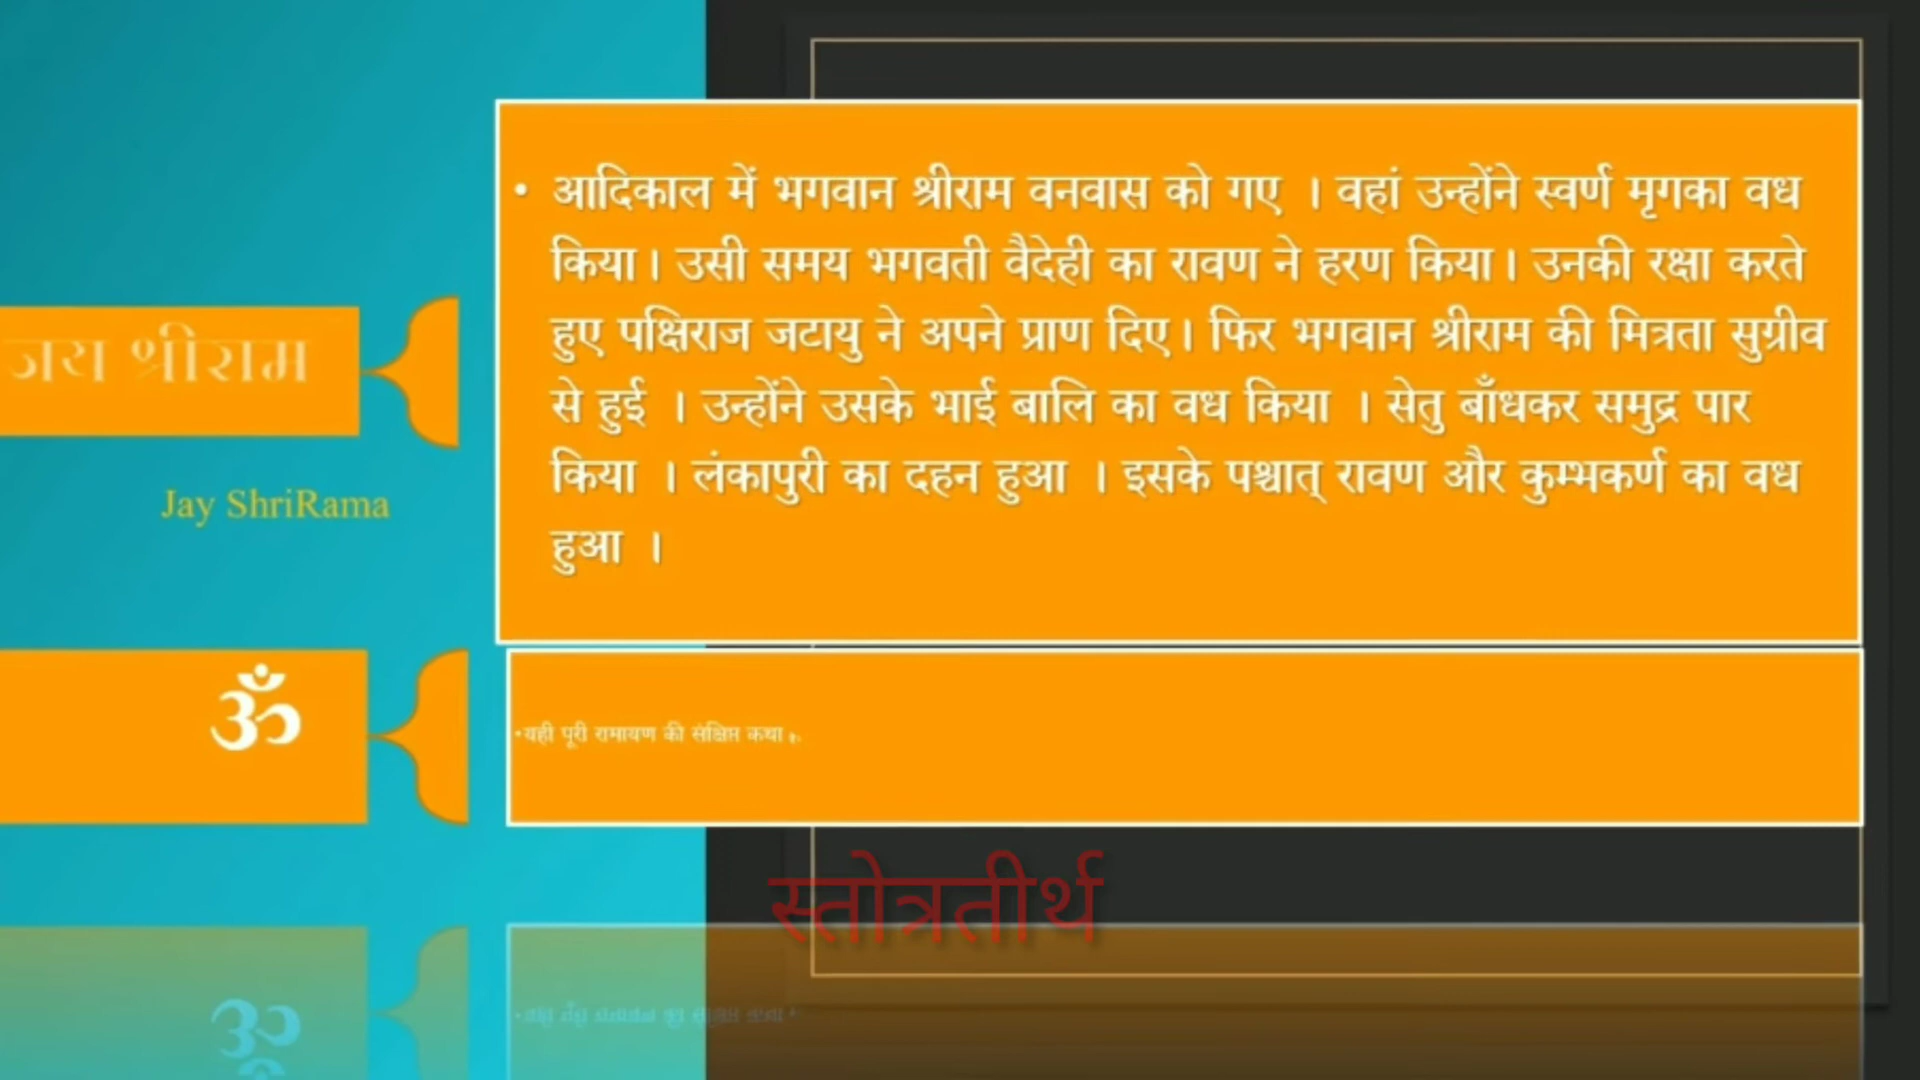 आदिकाल में भगवान श्रीराम वनवास को गए । वहां उन्होंने स्वर्ण मृगका वध
किया। उसी समय भगवती वैदेही का रावण ने हरण किया। उनकी रक्षा करते
हुए पक्षिराज जटायु ने अपने प्राण दिए। फिर भगवान श्रीराम की मित्रता सुग्रीव
से हुई । उन्होंने उसके भाई बालि का वध किया । सेतु बाँधकर समुद्र पार
किया । लंकापुरी का दहन हुआ । इसके पश्चात् रावण और कुम्भकर्ण का वध
हुआ ।
जय श्रीराम
Jay ShriRama
ॐ
यही पूरी रामायण की संक्षिप्त कथा
स्तोत्रतीर्थ